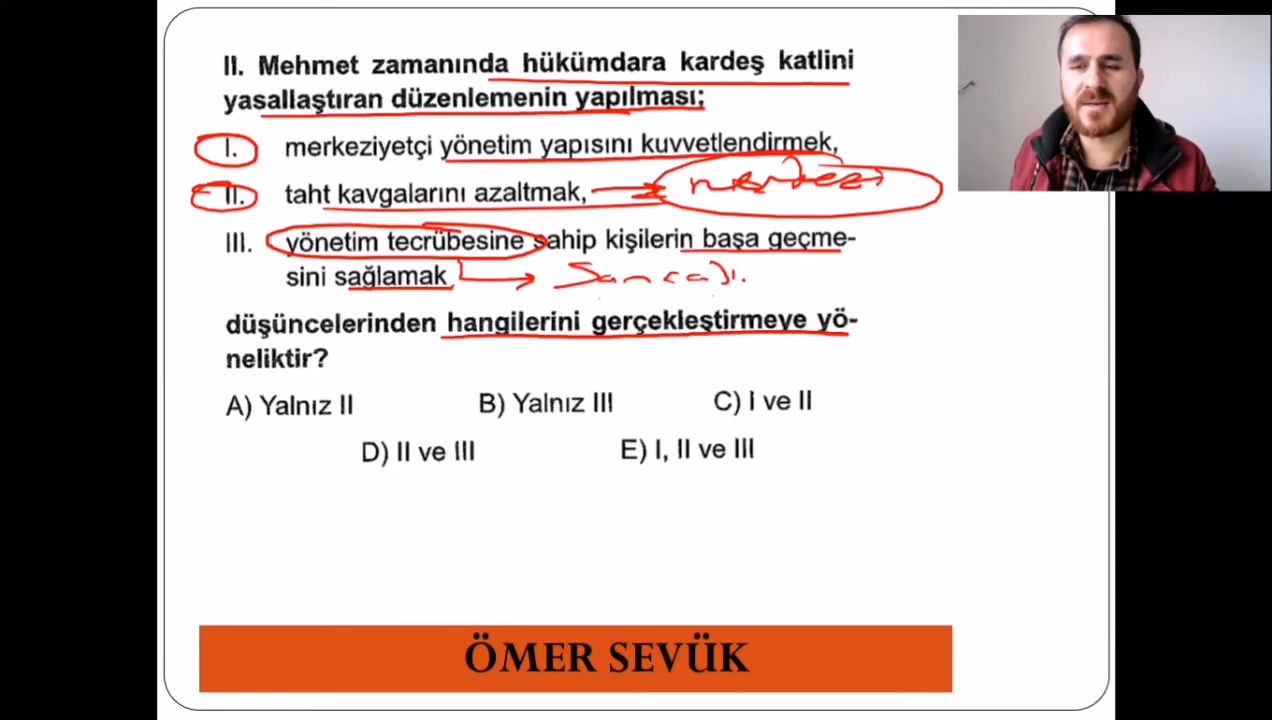 II. Mehmet zamanında hükümdara kardeş katlini
yasallaştıran düzenlemenin yapılması;
I. merkeziyetçi yönetim yapısını kuvvetlendirmek,
II. taht kavgalarını azaltmak, merkezi
III. yönetim tecrübesine sahip kişilerin başa geçme-
sini sağlamak
düşüncelerinden hangilerini gerçekleştirmeye yö-
neliktir?
A) Yalnız II B) Yalnız III C) I ve II
D) II ve III E) I, II ve III
ÖMER SEVÜK